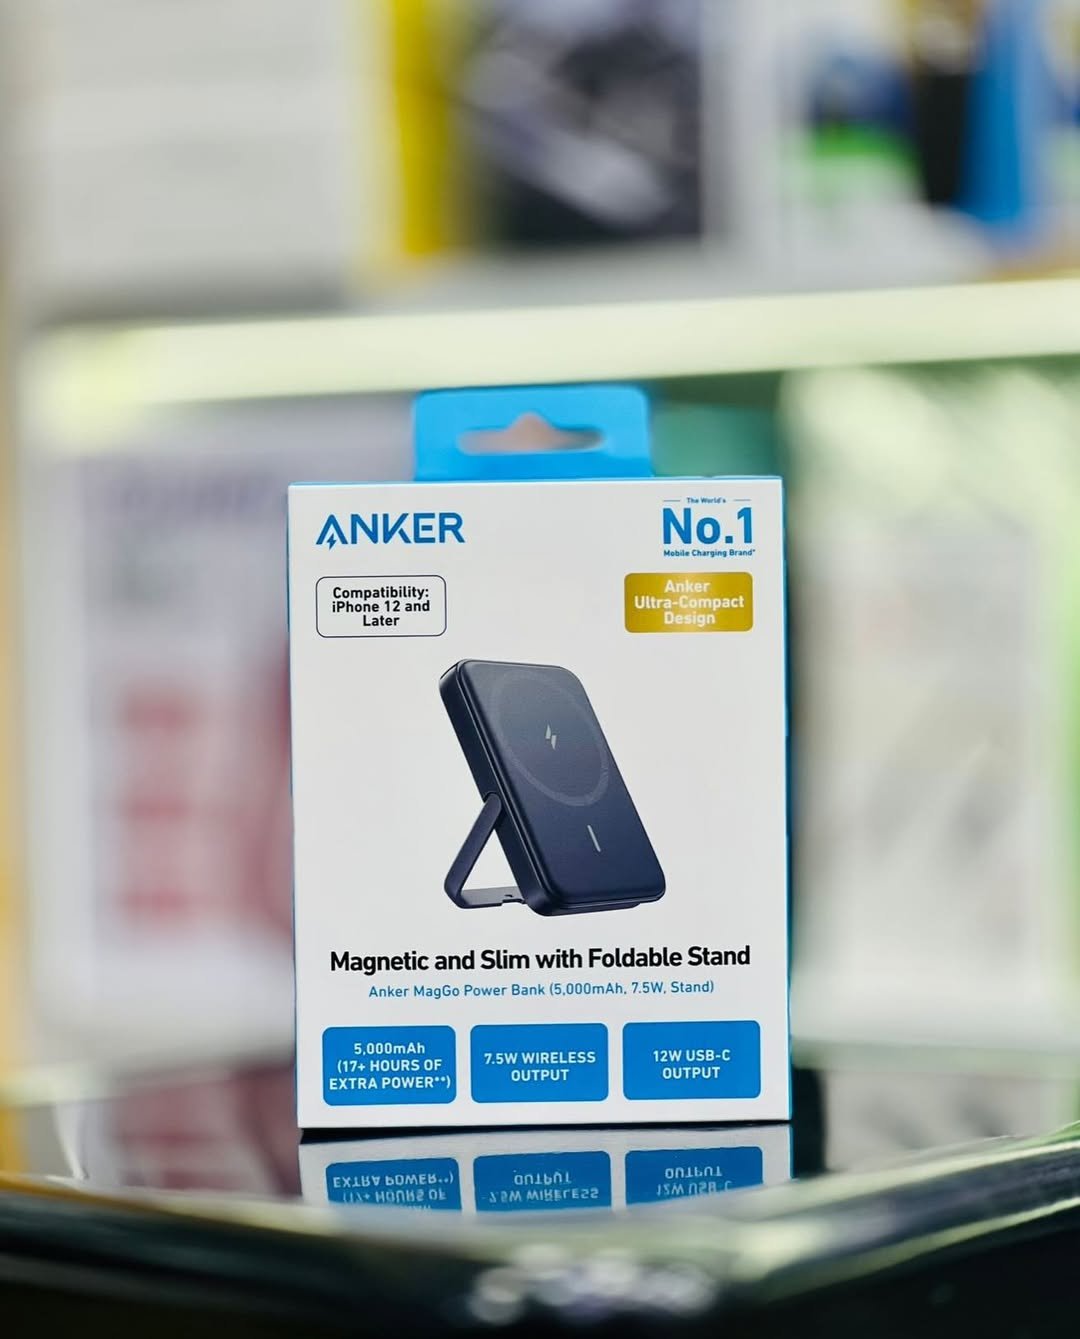 ANKER
The World's
No.1
Mobile Charging Brand*
Compatibility:
iPhone 12 and
Later
Anker
Ultra-Compact
Design
Magnetic and Slim with Foldable Stand
Anker MagGo Power Bank (5,000mAh, 7.5W, Stand)
5,000mAh
(17+ HOURS OF
EXTRA POWER**)
7.5W WIRELESS
OUTPUT
12W USB-C
OUTPUT